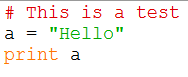 # This is a test
a = "Hello"
print a